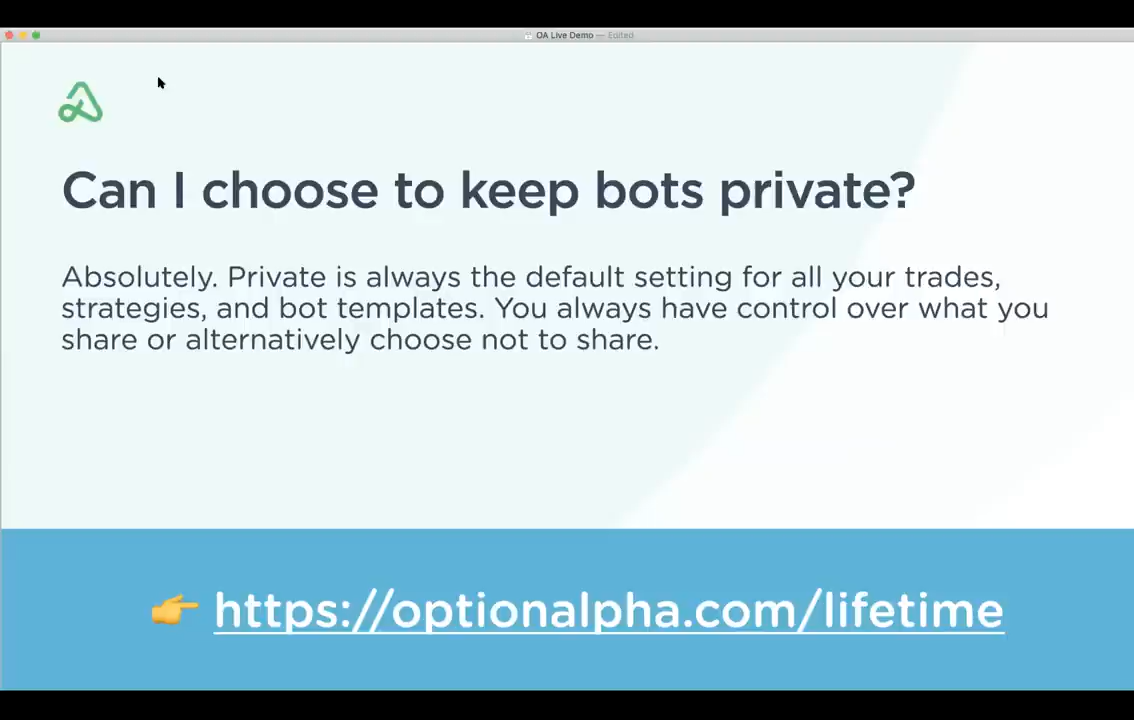 OA Live Demo — Edited
Can I choose to keep bots private?
Absolutely. Private is always the default setting for all your trades,
strategies, and bot templates. You always have control over what you
share or alternatively choose not to share.
👉 https://optionalpha.com/lifetime